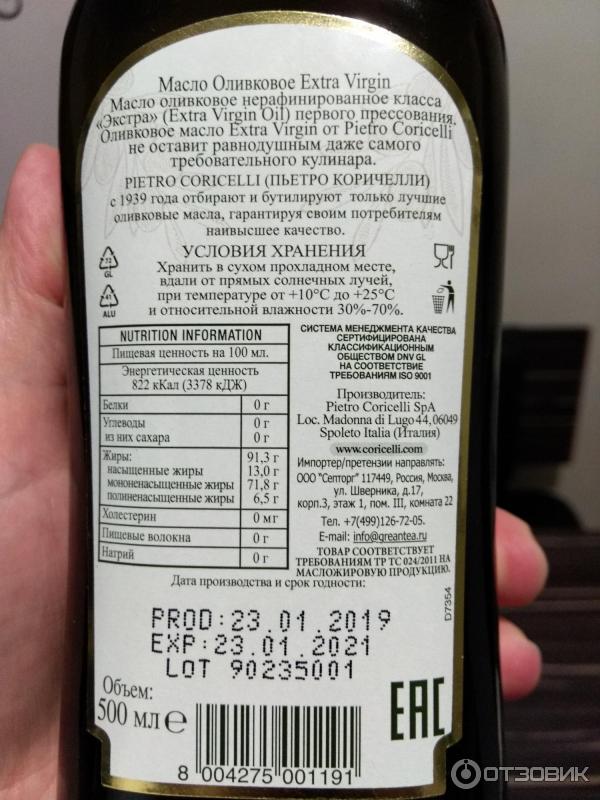 Масло Оливковое Extra Virgin
Масло оливковое нерафинированное класса
«Экстра» (Extra Virgin Oil) первого прессования.
Оливковое масло Extra Virgin от Pietro Coricelli
не оставит равнодушным даже самого
требовательного кулинара.
PIETRO CORICELLI (ПЬЕТРО КОРИЧЕЛЛИ)
с 1939 года отбирают и бутилируют только лучшие
оливковые масла, гарантируя своим потребителям
наивысшее качество.
УСЛОВИЯ ХРАНЕНИЯ
Хранить в сухом прохладном месте,
вдали от прямых солнечных лучей,
при температуре от +10°С до +25°С
и относительной влажности 30%-70%.
GL
41
ALU
NUTRITION INFORMATION
Пищевая ценность на 100 мл.
Энергетическая ценность
822 кКал (3378 кДЖ)
Белки 0 г
Углеводы 0 г
из них сахара 0 г
Жиры: 91,3 г
насыщенные жиры 13,0 г
мононенасыщенные жиры 71,8 г
полиненасыщенные жиры 6,5 г
Холестерин 0 мг
Пищевые волокна 0 г
Натрий 0 г
СИСТЕМА МЕНЕДЖМЕНТА КАЧЕСТВА
СЕРТИФИЦИРОВАННАЯ
КЛАССИФИКАЦИОННЫМ
ОБЩЕСТВОМ DNV GL
НА СООТВЕТСТВИЕ
ТРЕБОВАНИЯМ ISO 9001
Производитель:
Pietro Coricelli SpA
Loc. Madonna di Lugo 44, 06049
Spoleto Italia (Италия)
www.coricelli.com
Импортер/претензии направлять:
ООО "Септорг" 117449, Россия, Москва,
ул. Шверника, д.17,
корп.3, этаж 1, пом. III, комната 22
Тел. +7(499)126-72-05.
E-mail: info@greantea.ru
ТОВАР СООТВЕТСТВУЕТ
ТРЕБОВАНИЯМ ТР ТС 024/2011 НА
МАСЛОЖИРОВУЮ ПРОДУКЦИЮ.
Дата производства и срок годности:
D7354
PROD:23.01.2019
EXP:23.01.2021
LOT 90235001
Объем:
500 мл e
EAC
8 004275 001191
ОТЗОВИК